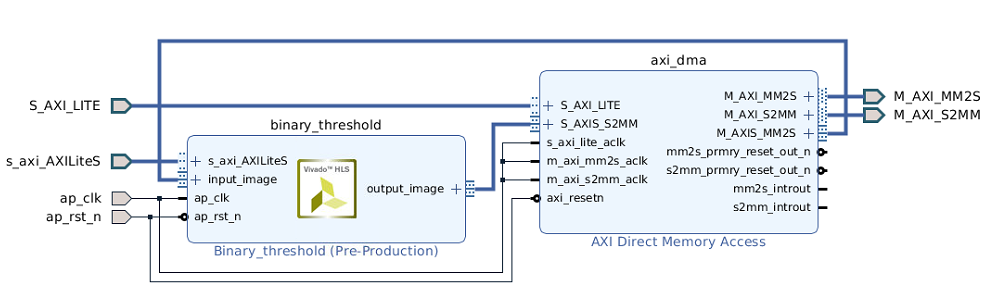 axi_dma
S_AXI_LITE
S_AXI_LITE
M_AXI_MM2S
M_AXI_MM2S
S_AXIS_S2MM
M_AXI_S2MM
M_AXI_S2MM
binary_threshold
M_AXIS_MM2S
s_axi_lite_aclk
mm2s_prmry_reset_out_n
s_axi_AXILiteS
s_axi_AXILiteS
m_axi_mm2s_aclk
s2mm_prmry_reset_out_n
input_image
Vivado™ HLS
output_image
m_axi_s2mm_aclk
mm2s_introut
ap_clk
ap_clk
axi_resetn
s2mm_introut
ap_rst_n
ap_rst_n
Binary_threshold (Pre-Production)
AXI Direct Memory Access